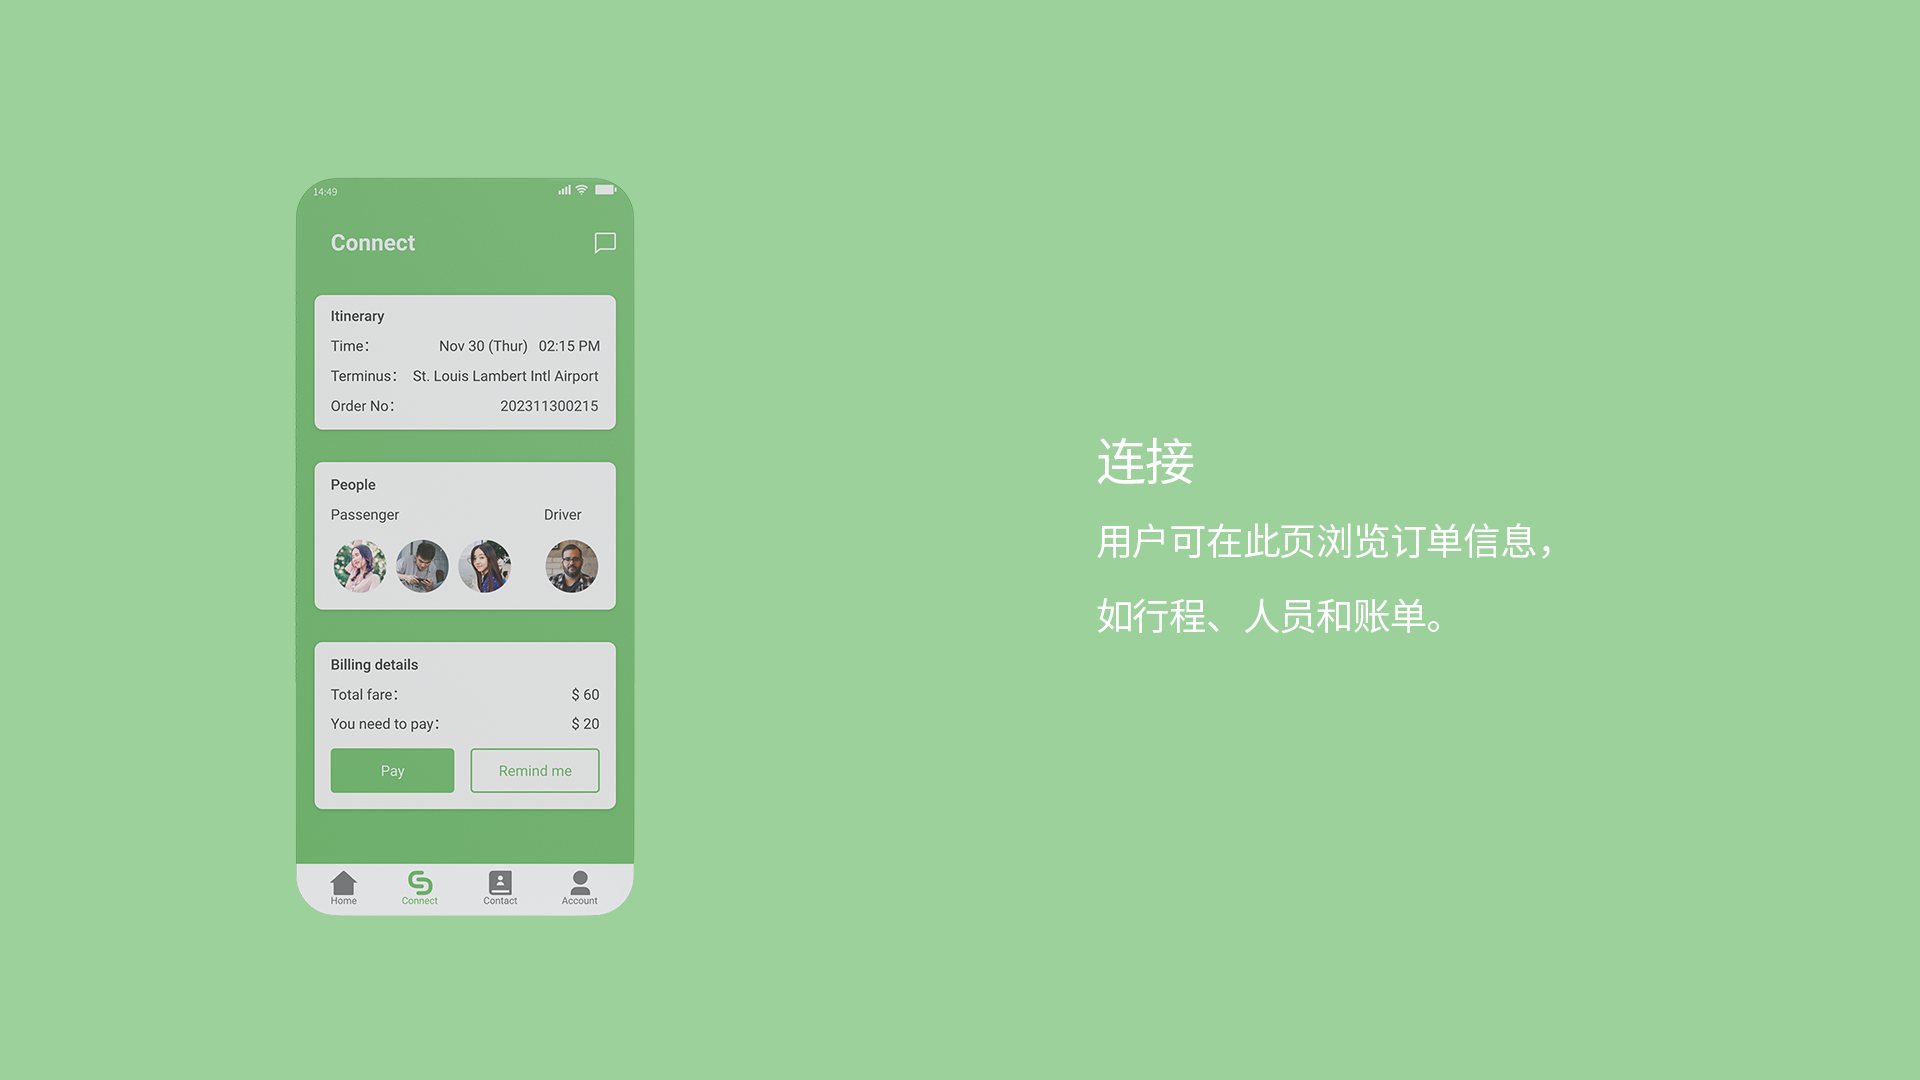 14:49
Connect
Itinerary
Time： Nov 30 (Thur) 02:15 PM
Terminus： St. Louis Lambert Intl Airport
Order No： 202311300215
People
Passenger Driver
Billing details
Total fare： $ 60
You need to pay： $ 20
Pay Remind me
Home Connect Contact Account
连接
用户可在此页浏览订单信息，
如行程、人员和账单。